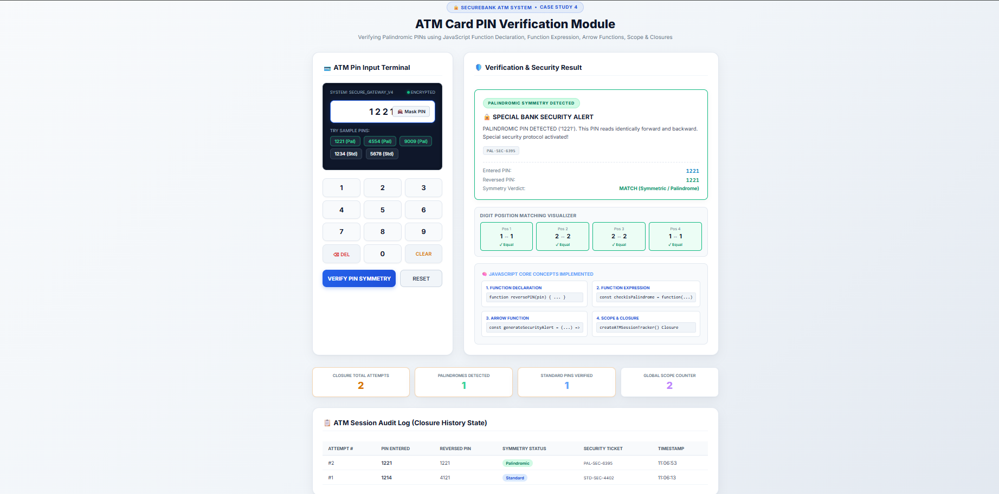 🔒 SECUREBANK ATM SYSTEM • CASE STUDY 4
ATM Card PIN Verification Module
Verifying Palindromic PINs using JavaScript Function Declaration, Function Expression, Arrow Functions, Scope & Closures
ATM Pin Input Terminal
SYSTEM: SECURE_GATEWAY_V4
ENCRYPTED
1221
Mask PIN
TRY SAMPLE PINS:
1221 (Pal)
4554 (Pal)
9009 (Pal)
1234 (Std)
5678 (Std)
1
2
3
4
5
6
7
8
9
⌫ DEL
0
CLEAR
VERIFY PIN SYMMETRY
RESET
Verification & Security Result
PALINDROMIC SYMMETRY DETECTED
SPECIAL BANK SECURITY ALERT
PALINDROMIC PIN DETECTED ('1221'). This PIN reads identically forward and backward.
Special security protocol activated!
PAL-SEC-6395
Entered PIN: 1221
Reversed PIN: 1221
Symmetry Verdict: MATCH (Symmetric / Palindrome)
DIGIT POSITION MATCHING VISUALIZER
Pos 1
1 ↔ 1
✓ Equal
Pos 2
2 ↔ 2
✓ Equal
Pos 3
2 ↔ 2
✓ Equal
Pos 4
1 ↔ 1
✓ Equal
JAVASCRIPT CORE CONCEPTS IMPLEMENTED
1. FUNCTION DECLARATION
function reversePIN(pin) { ... }
2. FUNCTION EXPRESSION
const checkIsPalindrome = function(...)
3. ARROW FUNCTION
const generateSecurityAlert = (...) =>
4. SCOPE & CLOSURE
createATMSessionTracker() Closure
CLOSURE TOTAL ATTEMPTS
2
PALINDROMES DETECTED
1
STANDARD PINS VERIFIED
1
GLOBAL SCOPE COUNTER
2
ATM Session Audit Log (Closure History State)
ATTEMPT # PIN ENTERED REVERSED PIN SYMMETRY STATUS SECURITY TICKET TIMESTAMP
#2 1221 1221 Palindromic PAL-SEC-6395 11:06:53
#1 1214 4121 Standard STD-SEC-4402 11:06:13